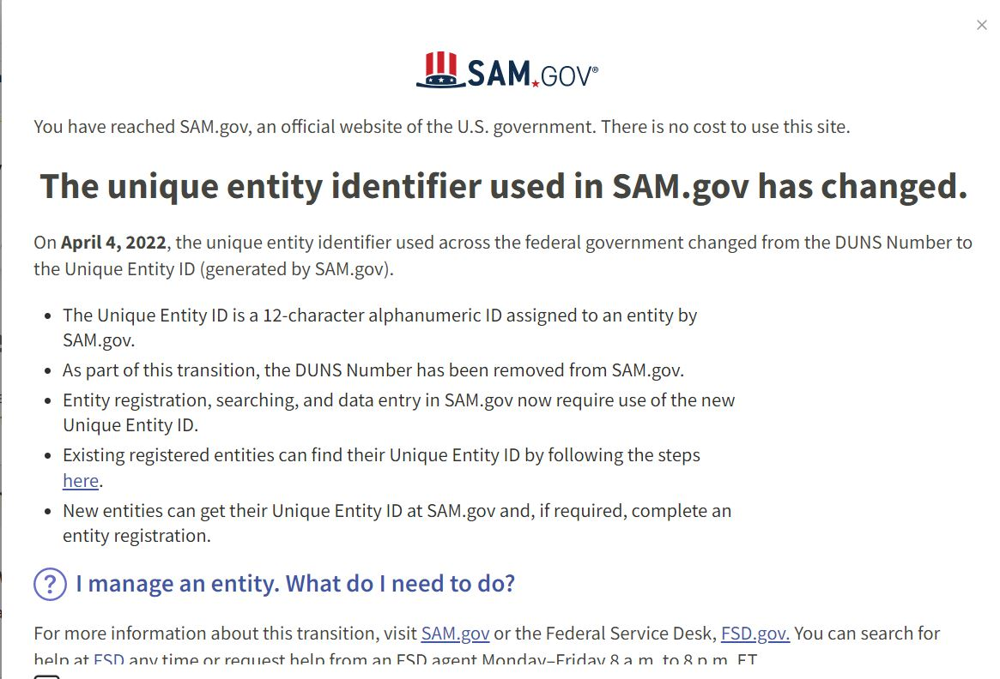 SAM.GOV®
You have reached SAM.gov, an official website of the U.S. government. There is no cost to use this site.
The unique entity identifier used in SAM.gov has changed.
On April 4, 2022, the unique entity identifier used across the federal government changed from the DUNS Number to
the Unique Entity ID (generated by SAM.gov).
• The Unique Entity ID is a 12-character alphanumeric ID assigned to an entity by
SAM.gov.
• As part of this transition, the DUNS Number has been removed from SAM.gov.
• Entity registration, searching, and data entry in SAM.gov now require use of the new
Unique Entity ID.
• Existing registered entities can find their Unique Entity ID by following the steps
here.
• New entities can get their Unique Entity ID at SAM.gov and, if required, complete an
entity registration.
? I manage an entity. What do I need to do?
For more information about this transition, visit SAM.gov or the Federal Service Desk, FSD.gov. You can search for
help at FSD any time or request help from an FSD agent Monday–Friday 8 a.m. to 8 p.m. ET